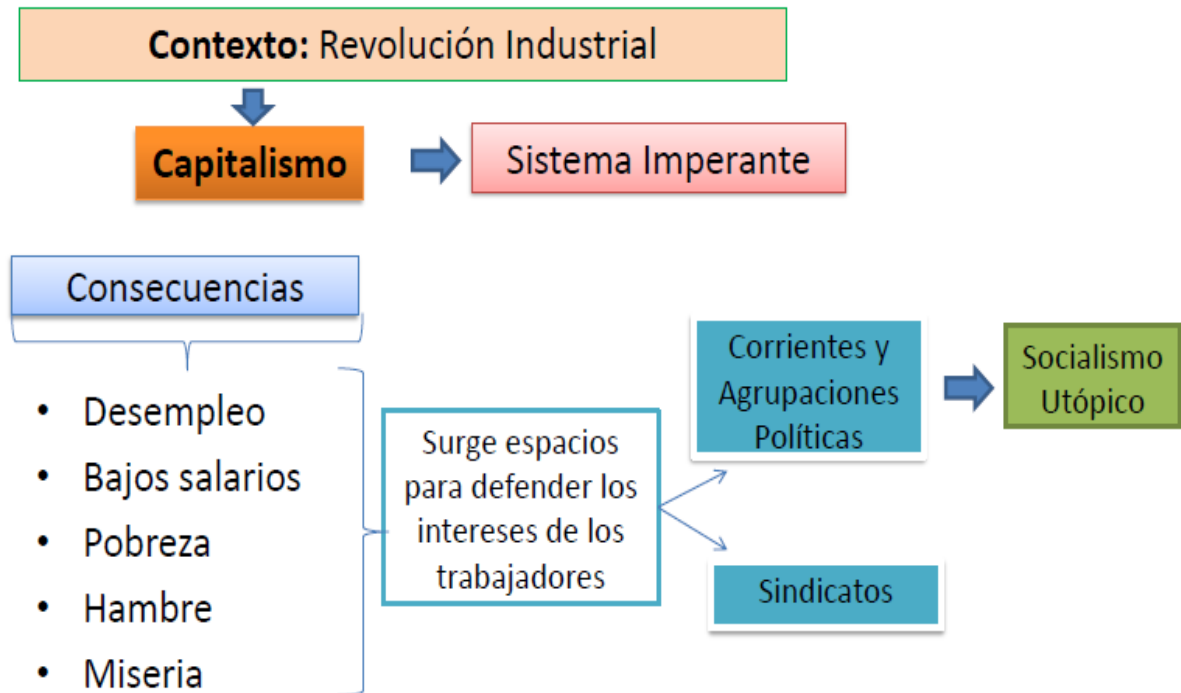 Contexto: Revolución Industrial
Capitalismo
Sistema Imperante
Consecuencias
• Desempleo
• Bajos salarios
• Pobreza
• Hambre
• Miseria
Surge espacios
para defender los
intereses de los
trabajadores
Corrientes y
Agrupaciones
Políticas
Socialismo
Utópico
Sindicatos